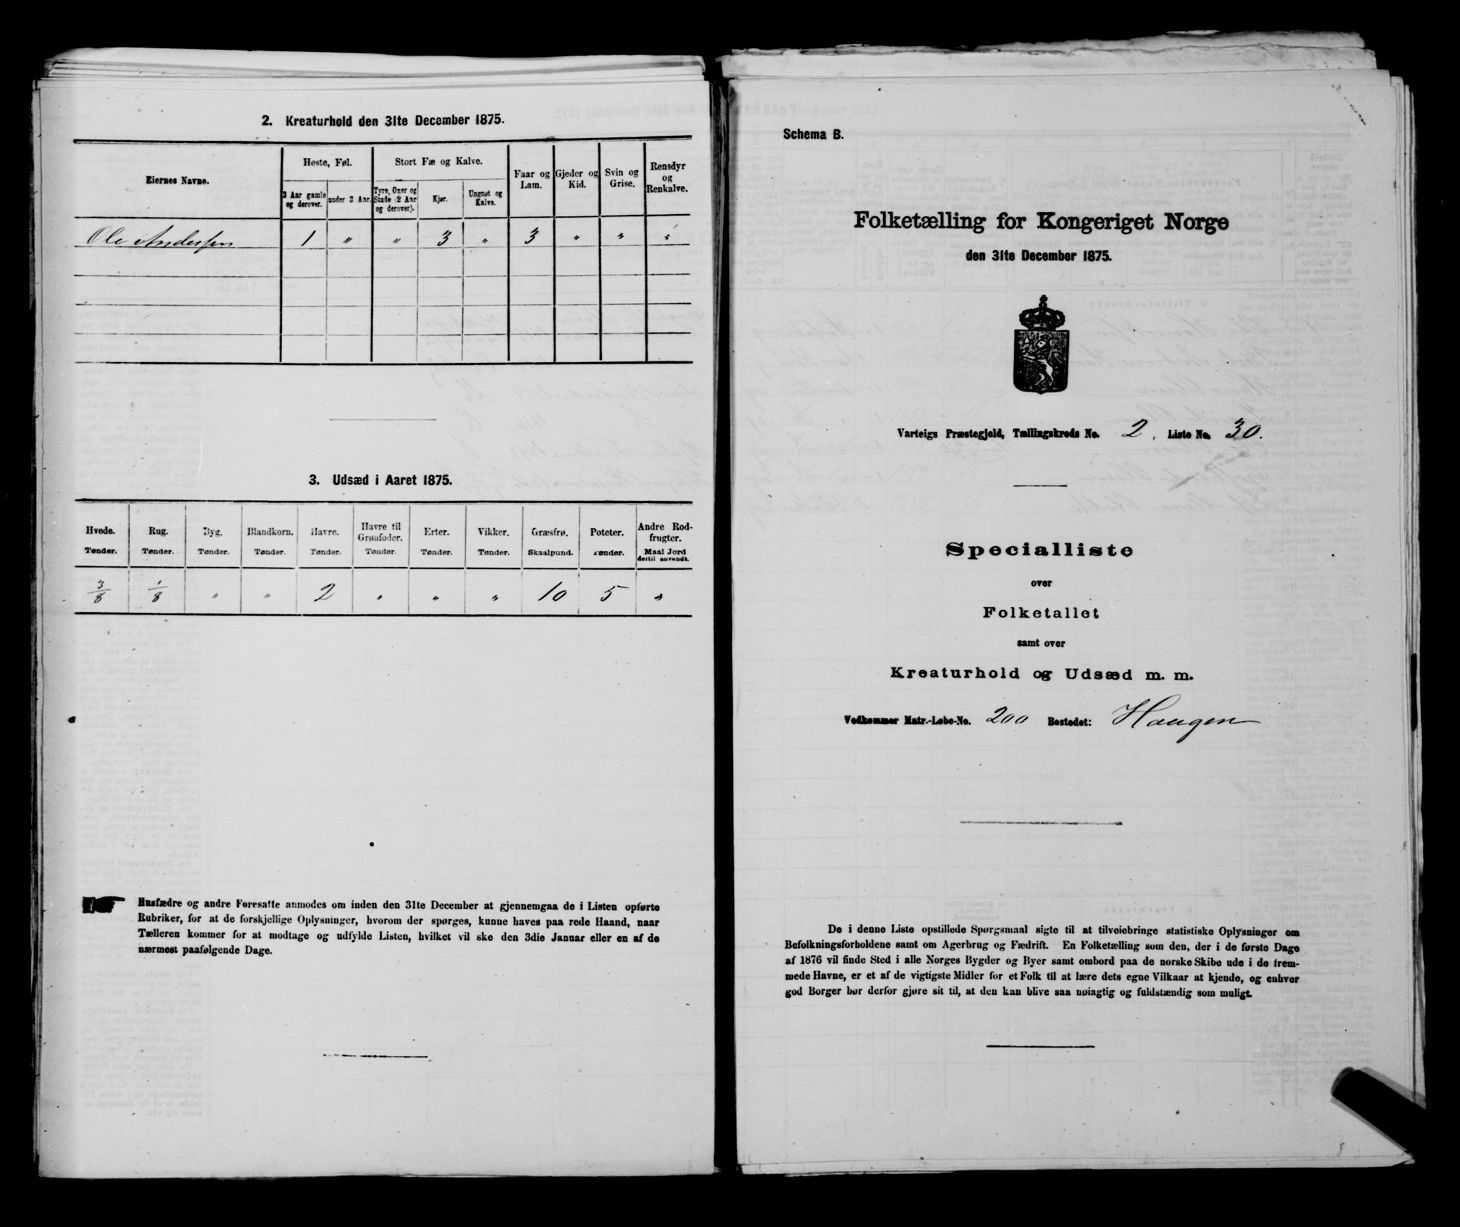 2. Kreaturhold den 31te December 1875.
Eiernes Navne.
Heste, Føl.
Stort Fæ og Kalve.
Faar og Lam.
Gjeder og Kid.
Svin og Grise.
Rensdyr og Renkalve.
3 Aar gamle og derover.
under 3 Aar.
Tyre, Oxer og Stude (2 Aar og derover).
Kjør.
Ungnøt og Kalve.
Ole Andersen 1 " " 3 " 3 " " "
3. Udsæd i Aaret 1875.
Hvede. Rug. Byg. Blandkorn. Havre. Havre til Grønfoder. Erter. Vikker. Græsfrø. Poteter. Andre Rodfrugter.
Tønder. Tønder. Tønder. Tønder. Tønder. Tønder. Tønder. Tønder. Skaalpund. Tønder. Maal Jord dertil anvendt.
3/8 1/8 " " 2 " " " 10 5 "
Husfædre og andre Foresatte anmodes om inden den 31te December at gjennemgaa de i Listen opførte
Rubriker, for at de forskjellige Oplysninger, hvorom der spørges, kunne haves paa rede Haand, naar
Tælleren kommer for at modtage og udfylde Listen, hvilket vil ske den 3die Januar eller en af de
nærmest paafølgende Dage.
Schema B.
Folketælling for Kongeriget Norge
den 31te December 1875.
Varteigs Præstegjeld, Tællingskreds No. 2. Liste No. 30.
Specialliste
over
Folketallet
samt over
Kreaturhold og Udsæd m. m.
Vedkommer Matr.-Løbe-No. 200 Bostedet: Haugen
De i denne Liste opstillede Spørgsmaal sigte til at tilveiebringe statistiske Oplysninger om
Befolkningsforholdene samt om Agerbrug og Fædrift. En Folketælling som den, der i de første Dage
af 1876 vil finde Sted i alle Norges Bygder og Byer samt ombord paa de norske Skibe ude i de frem-
mede Havne, er et af de vigtigste Midler for et Folk til at lære dets egne Vilkaar at kjende, og enhver
god Borger bør derfor gjøre sit til, at den kan blive saa nøiagtig og fuldstændig som muligt.